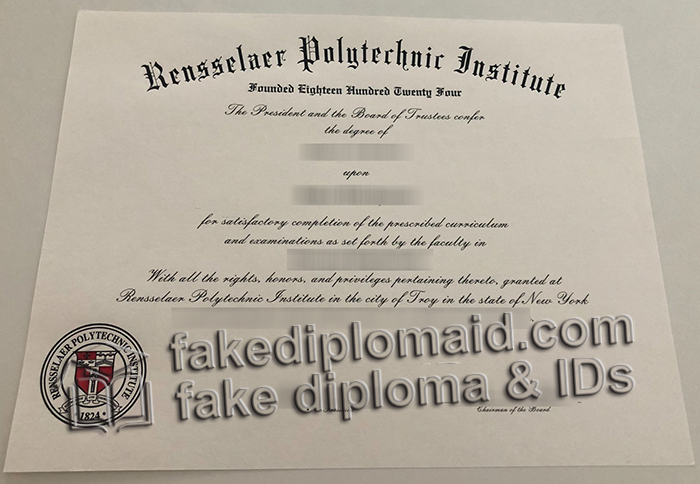 Rensselaer Polytechnic Institute
Founded Eighteen Hundred Twenty Four
The President and the Board of Trustees confer
the degree of
upon
for satisfactory completion of the prescribed curriculum
and examinations as set forth by the faculty in
With all the rights, honors, and privileges pertaining thereto, granted at
Rensselaer Polytechnic Institute in the city of Troy in the state of New York
fakediplomaid.com
fake diploma & IDs
RENSSELAER POLYTECHNIC INSTITUTE
1824
Chairman of the Board